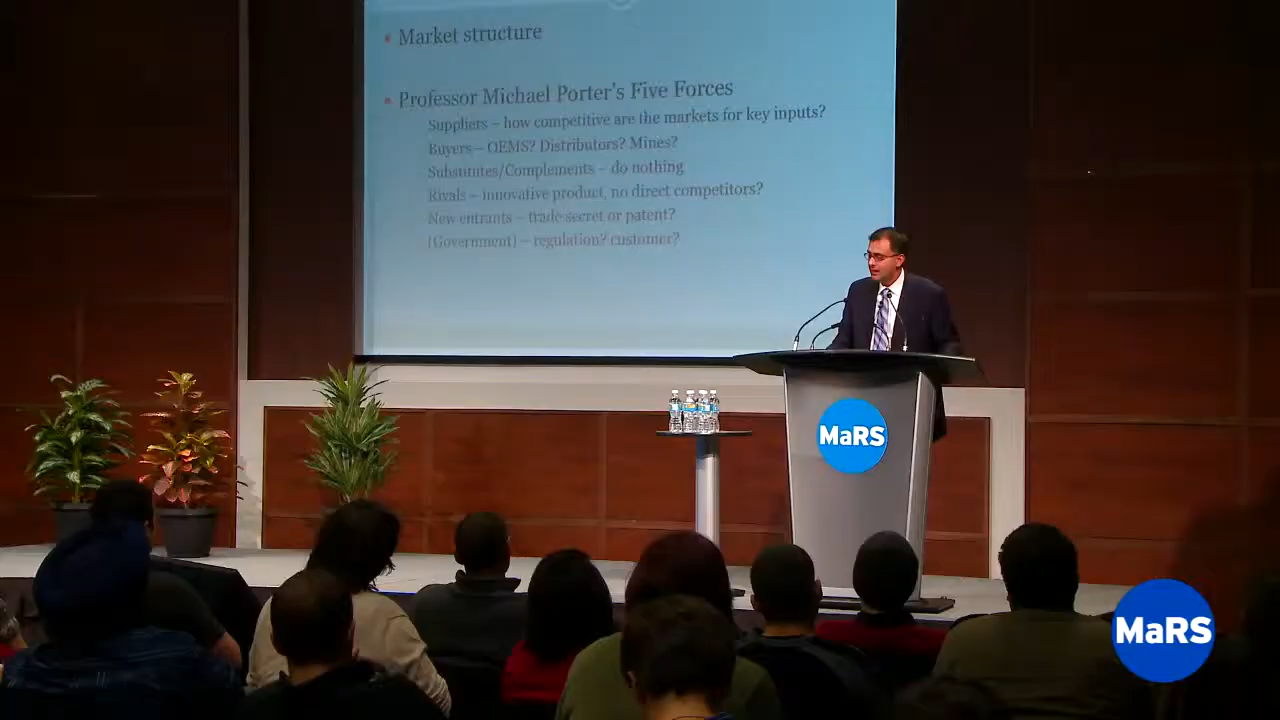 Market structure
Professor Michael Porter's Five Forces
Suppliers – how competitive are the markets for key inputs?
Buyers – OEMS? Distributors? Mines?
Substitutes/Complements – do nothing
Rivals – innovative product, no direct competitors?
New entrants – trade secret or patent?
(Government) – regulation? customer?
MaRS
MaRS